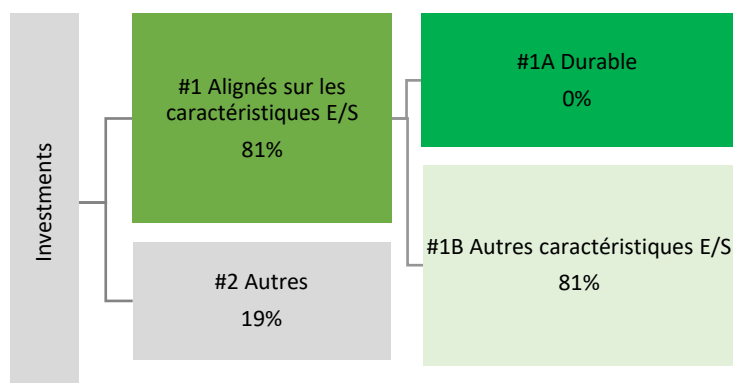 Investments
#1 Alignés sur les
caractéristiques E/S
81%
#2 Autres
19%
#1A Durable
0%
#1B Autres caractéristiques E/S
81%